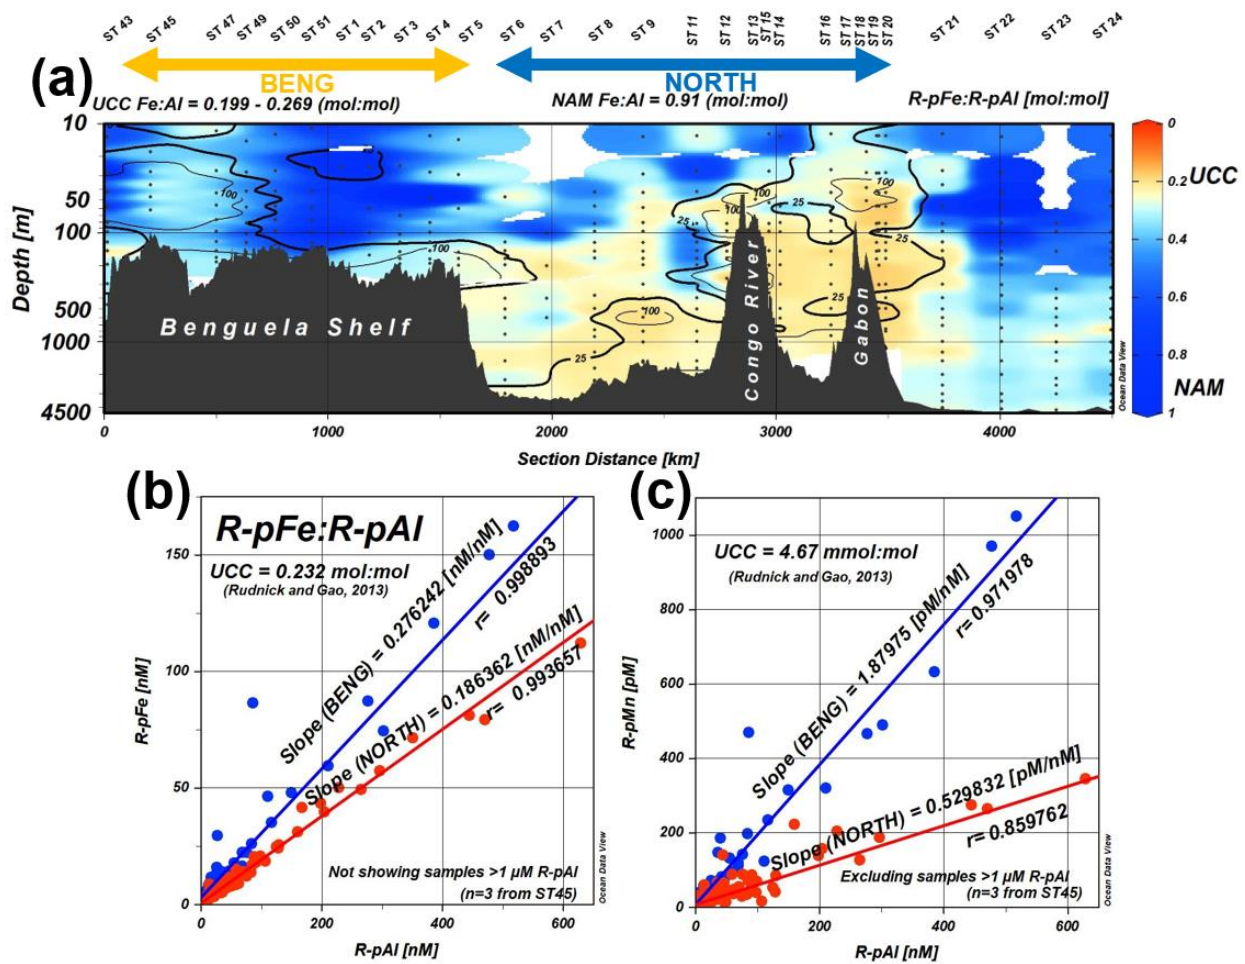 ST 43 ST 45 ST 47 ST 49 ST 50 ST 51 ST 1 ST 2 ST 3 ST 4 ST 5 ST 6 ST 7 ST 8 ST 9 ST 11 ST 12 ST 13 ST 15 ST 14 ST 16 ST 17 ST 18 ST 19 ST 20 ST 21 ST 22 ST 23 ST 24
(a) BENG NORTH
UCC Fe:Al = 0.199 - 0.269 (mol:mol) NAM Fe:Al = 0.91 (mol:mol) R-pFe:R-pAl [mol:mol]
10
50
100
500
1000
4500
Depth [m]
100
100
100
100
100
25
25
100
25
Benguela Shelf
Congo River
Gabon
Ocean Data View
0
0.2
0.4
0.6
0.8
1
UCC
NAM
0 1000 2000 3000 4000
Section Distance [km]
(b)
R-pFe:R-pAl
UCC = 0.232 mol:mol
(Rudnick and Gao, 2013)
Slope (BENG) = 0.276242 [nM/nM]
r= 0.998893
Slope (NORTH) = 0.186362 [nM/nM]
r= 0.993657
Not showing samples >1 µM R-pAl
(n=3 from ST45)
Ocean Data View
150
100
50
0
R-pFe [nM]
0 200 400 600
R-pAl [nM]
(c)
UCC = 4.67 mmol:mol
(Rudnick and Gao, 2013)
Slope (BENG) = 1.87975 [pM/nM]
r= 0.971978
Slope (NORTH) = 0.529832 [pM/nM]
r= 0.859762
Excluding samples >1 µM R-pAl
(n=3 from ST45)
Ocean Data View
1000
800
600
400
200
0
R-pMn [pM]
0 200 400 600
R-pAl [nM]